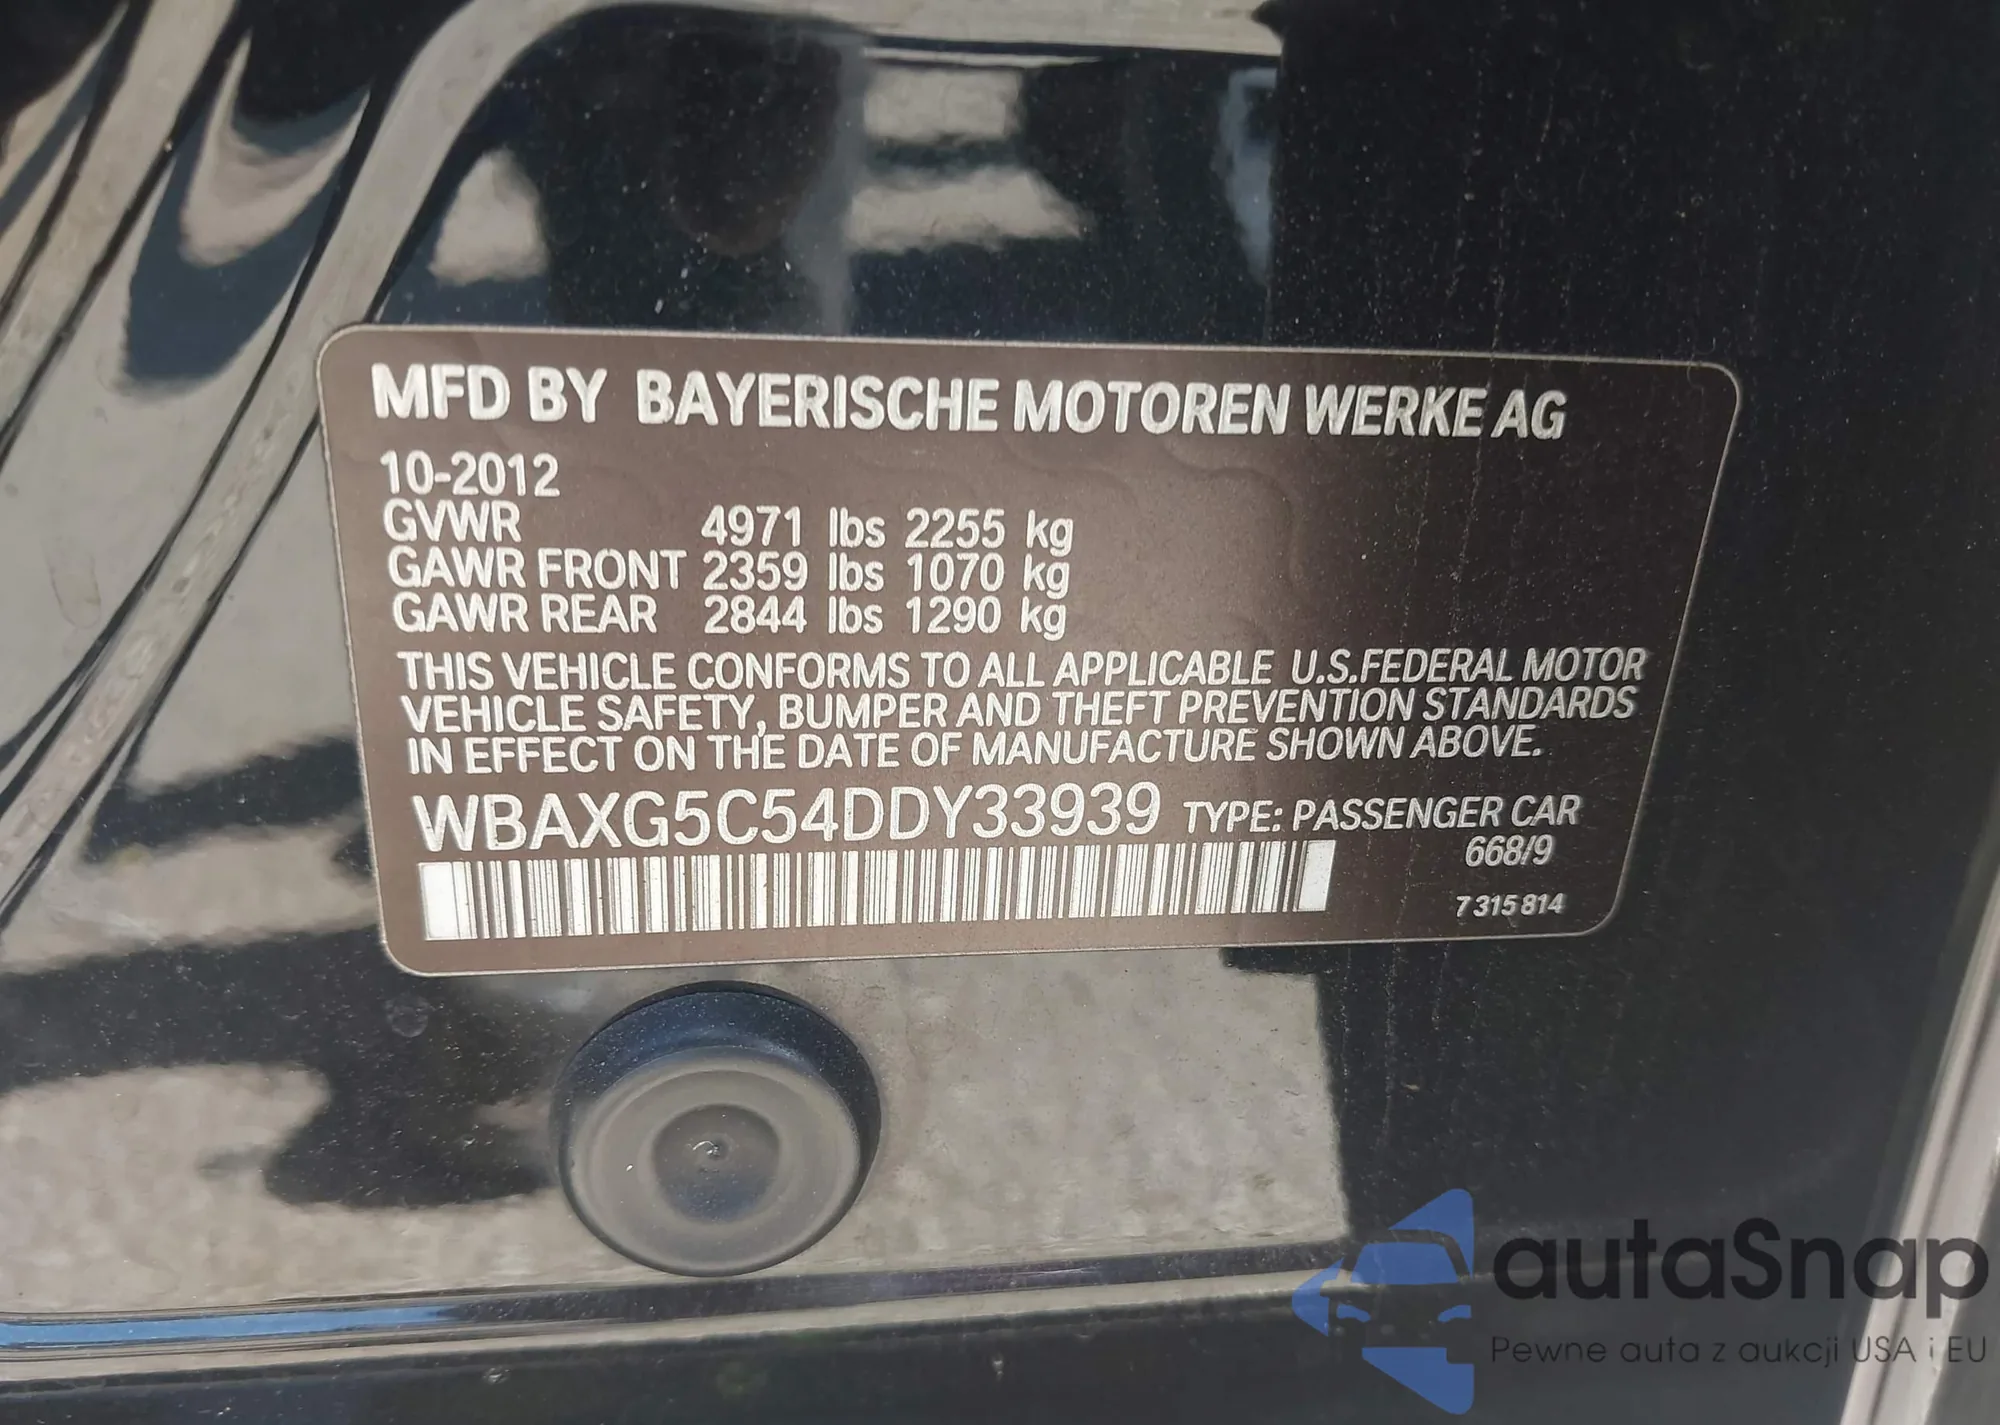 MFD BY BAYERISCHE MOTOREN WERKE AG
10-2012
GVWR 4971 lbs 2255 kg
GAWR FRONT 2359 lbs 1070 kg
GAWR REAR 2844 lbs 1290 kg
THIS VEHICLE CONFORMS TO ALL APPLICABLE U.S.FEDERAL MOTOR
VEHICLE SAFETY, BUMPER AND THEFT PREVENTION STANDARDS
IN EFFECT ON THE DATE OF MANUFACTURE SHOWN ABOVE.
WBAXG5C54DDY33939 TYPE: PASSENGER CAR
668/9
7 315 814
autaSnap
Pewne auta z aukcji USA i EU